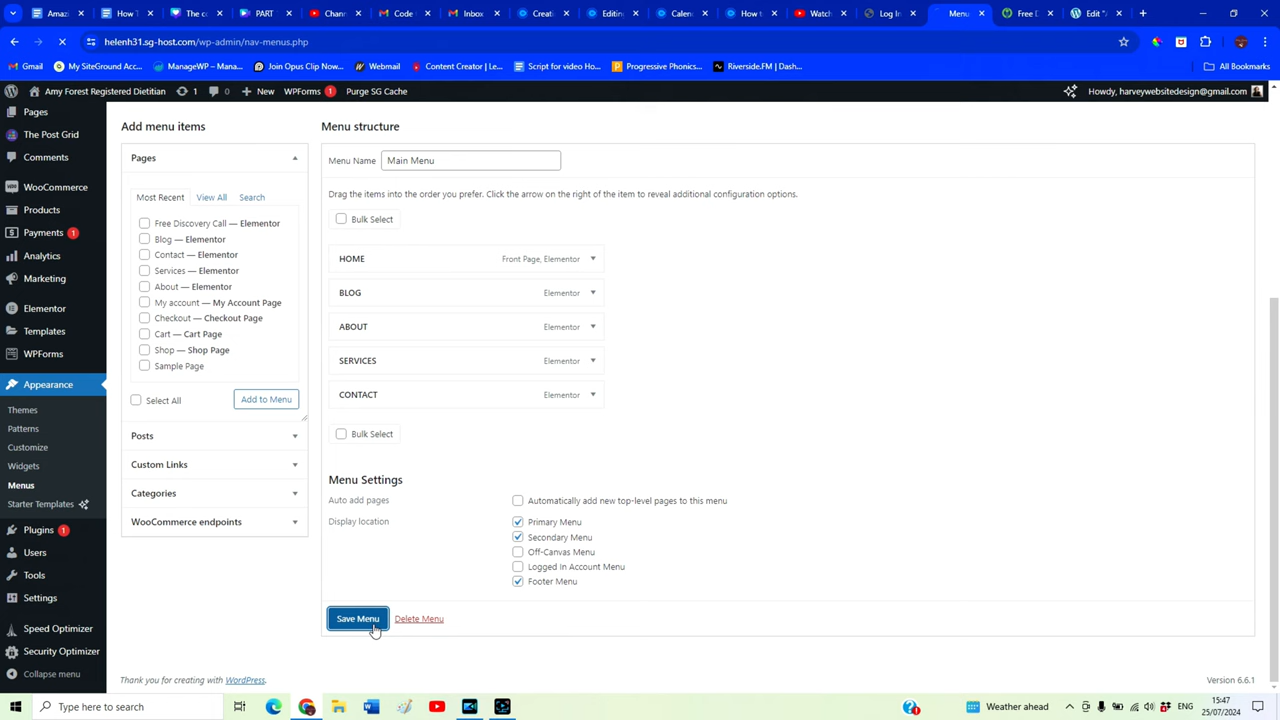 Amazo
How T
The co
PART
Chann
Code
Inbox
Creatin
Editing
Calend
How to
Watch
Log In
Menu
Free D
Edit "A
helenh31.sg-host.com/wp-admin/nav-menus.php
Gmail
My SiteGround Acc...
ManageWP – Mana...
Join Opus Clip Now...
Webmail
Content Creator | Le...
Script for video Ho...
Progressive Phonics...
Riverside.FM | Dash...
All Bookmarks
Amy Forest Registered Dietitian 1 0 + New WPForms 1 Purge SG Cache
Howdy, harveywebsitedesign@gmail.com
Pages
The Post Grid
Comments
WooCommerce
Products
Payments 1
Analytics
Marketing
Elementor
Templates
WPForms
Appearance
Themes
Patterns
Customize
Widgets
Menus
Starter Templates
Plugins 1
Users
Tools
Settings
Speed Optimizer
Security Optimizer
Collapse menu
Add menu items
Pages
Most Recent View All Search
Free Discovery Call — Elementor
Blog — Elementor
Contact — Elementor
Services — Elementor
About — Elementor
My account — My Account Page
Checkout — Checkout Page
Cart — Cart Page
Shop — Shop Page
Sample Page
Select All
Add to Menu
Posts
Custom Links
Categories
WooCommerce endpoints
Menu structure
Menu Name Main Menu
Drag the items into the order you prefer. Click the arrow on the right of the item to reveal additional configuration options.
Bulk Select
HOME Front Page, Elementor
BLOG Elementor
ABOUT Elementor
SERVICES Elementor
CONTACT Elementor
Bulk Select
Menu Settings
Auto add pages Automatically add new top-level pages to this menu
Display location Primary Menu
Secondary Menu
Off-Canvas Menu
Logged In Account Menu
Footer Menu
Save Menu Delete Menu
Thank you for creating with WordPress.
Version 6.6.1
Type here to search
Weather ahead
ENG
15:47
25/07/2024